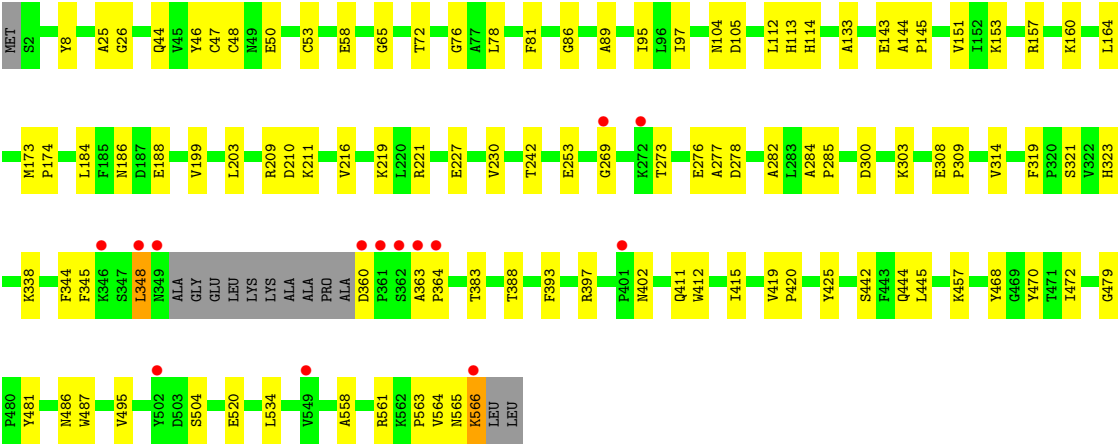 MET S2 Y8 A25 G26 Q44 V45 Y46 C47 C48 N49 E50 C53 E58 G65 T72 G76 A77 L78 F81 G86 A89 I95 L96 I97 N104 D105 L112 H113 H114 A133 E143 A144 P145 V151 I152 K153 R157 K160 L164
M173 P174 L184 F185 N186 D187 E188 V199 L203 R209 D210 K211 V216 K219 L220 R221 E227 V230 T242 E253 G269 K272 T273 E276 A277 D278 A282 L283 A284 P285 D300 K303 E308 P309 V314 F319 P320 S321 V322 H323
K338 F344 F345 K346 S347 L348 N349 ALA GLY GLU LEU LYS LYS ALA ALA PRO ALA D360 P361 S362 A363 P364 T383 T388 F393 R397 P401 N402 Q411 W412 I415 V419 P420 Y425 S442 F443 Q444 L445 K457 Y468 G469 Y470 T471 I472 G479
P480 Y481 N486 W487 V495 Y502 D503 S504 E520 L534 V549 A558 R561 K562 P563 V564 N565 K566 LEU LEU